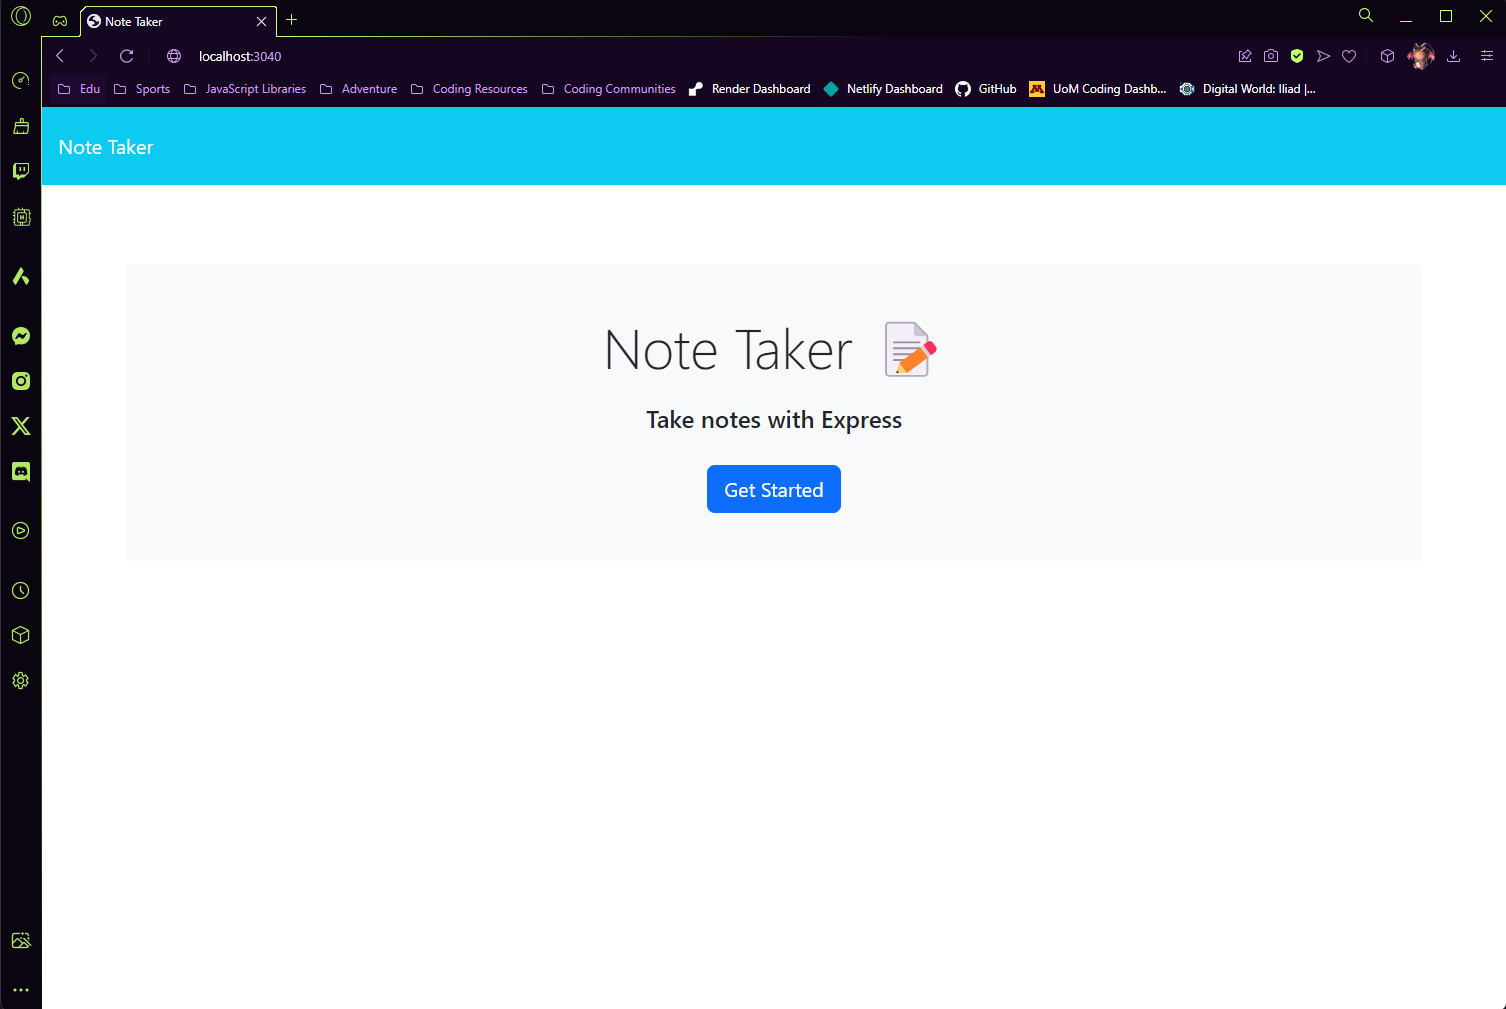 Note Taker
localhost:3040
Edu Sports JavaScript Libraries Adventure Coding Resources Coding Communities Render Dashboard Netlify Dashboard GitHub UoM Coding Dashb... Digital World: Iliad |...
Note Taker
Note Taker
Take notes with Express
Get Started